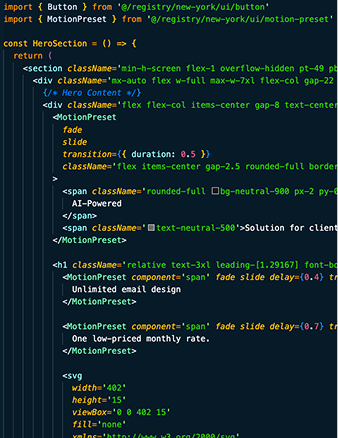 import { Button } from '@/registry/new-york/ui/button'
import { MotionPreset } from '@/registry/new-york/ui/motion-preset'
const HeroSection = () => {
return (
<section className='min-h-screen flex-1 overflow-hidden pt-49 pb
<div className='mx-auto flex w-full max-w-7xl flex-col gap-22
{/* Hero Content */}
<div className='flex flex-col items-center gap-8 text-center
<MotionPreset
fade
slide
transition={{ duration: 0.5 }}
className='flex items-center gap-2.5 rounded-full border
>
<span className='rounded-full bg-neutral-900 px-2 py-0
AI-Powered
</span>
<span className='text-neutral-500'>Solution for client
</MotionPreset>
<h1 className='relative text-3xl leading-[1.29167] font-bo
<MotionPreset component='span' fade slide delay={0.4} tr
Unlimited email design
</MotionPreset>
<MotionPreset component='span' fade slide delay={0.7} tr
One low-priced monthly rate.
</MotionPreset>
<svg
width='402'
height='15'
viewBox='0 0 402 15'
fill='none'
xmlns='http://www.w3.org/2000/svg'